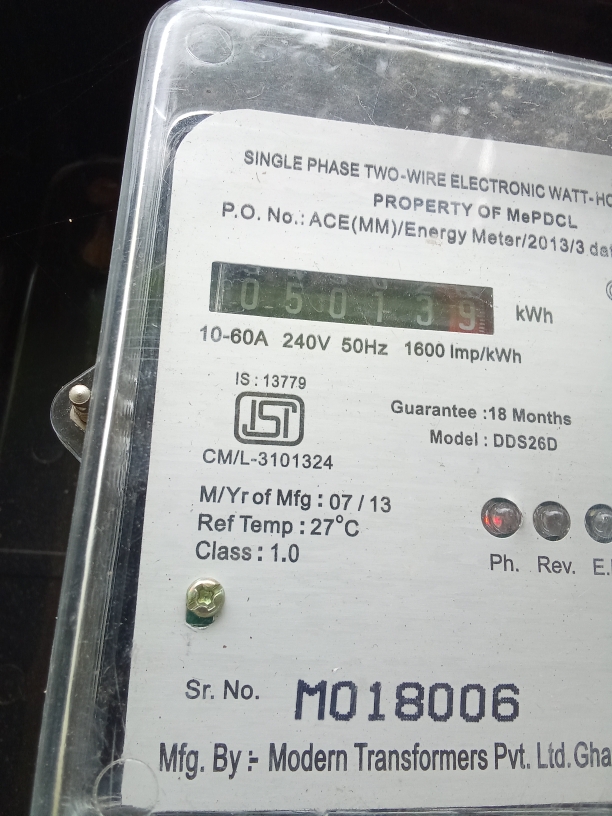 SINGLE PHASE TWO-WIRE ELECTRONIC WATT-HO
PROPERTY OF MePDCL
P.O. No.: ACE(MM)/Energy Meter/2013/3 dat
050139 kWh
10-60A 240V 50Hz 1600 Imp/kWh
IS : 13779
ISI
CM/L-3101324
Guarantee :18 Months
Model : DDS26D
M/Yr of Mfg : 07 / 13
Ref Temp : 27°C
Class : 1.0
Ph. Rev. E.
Sr. No. M018006
Mfg. By :- Modern Transformers Pvt. Ltd. Gha